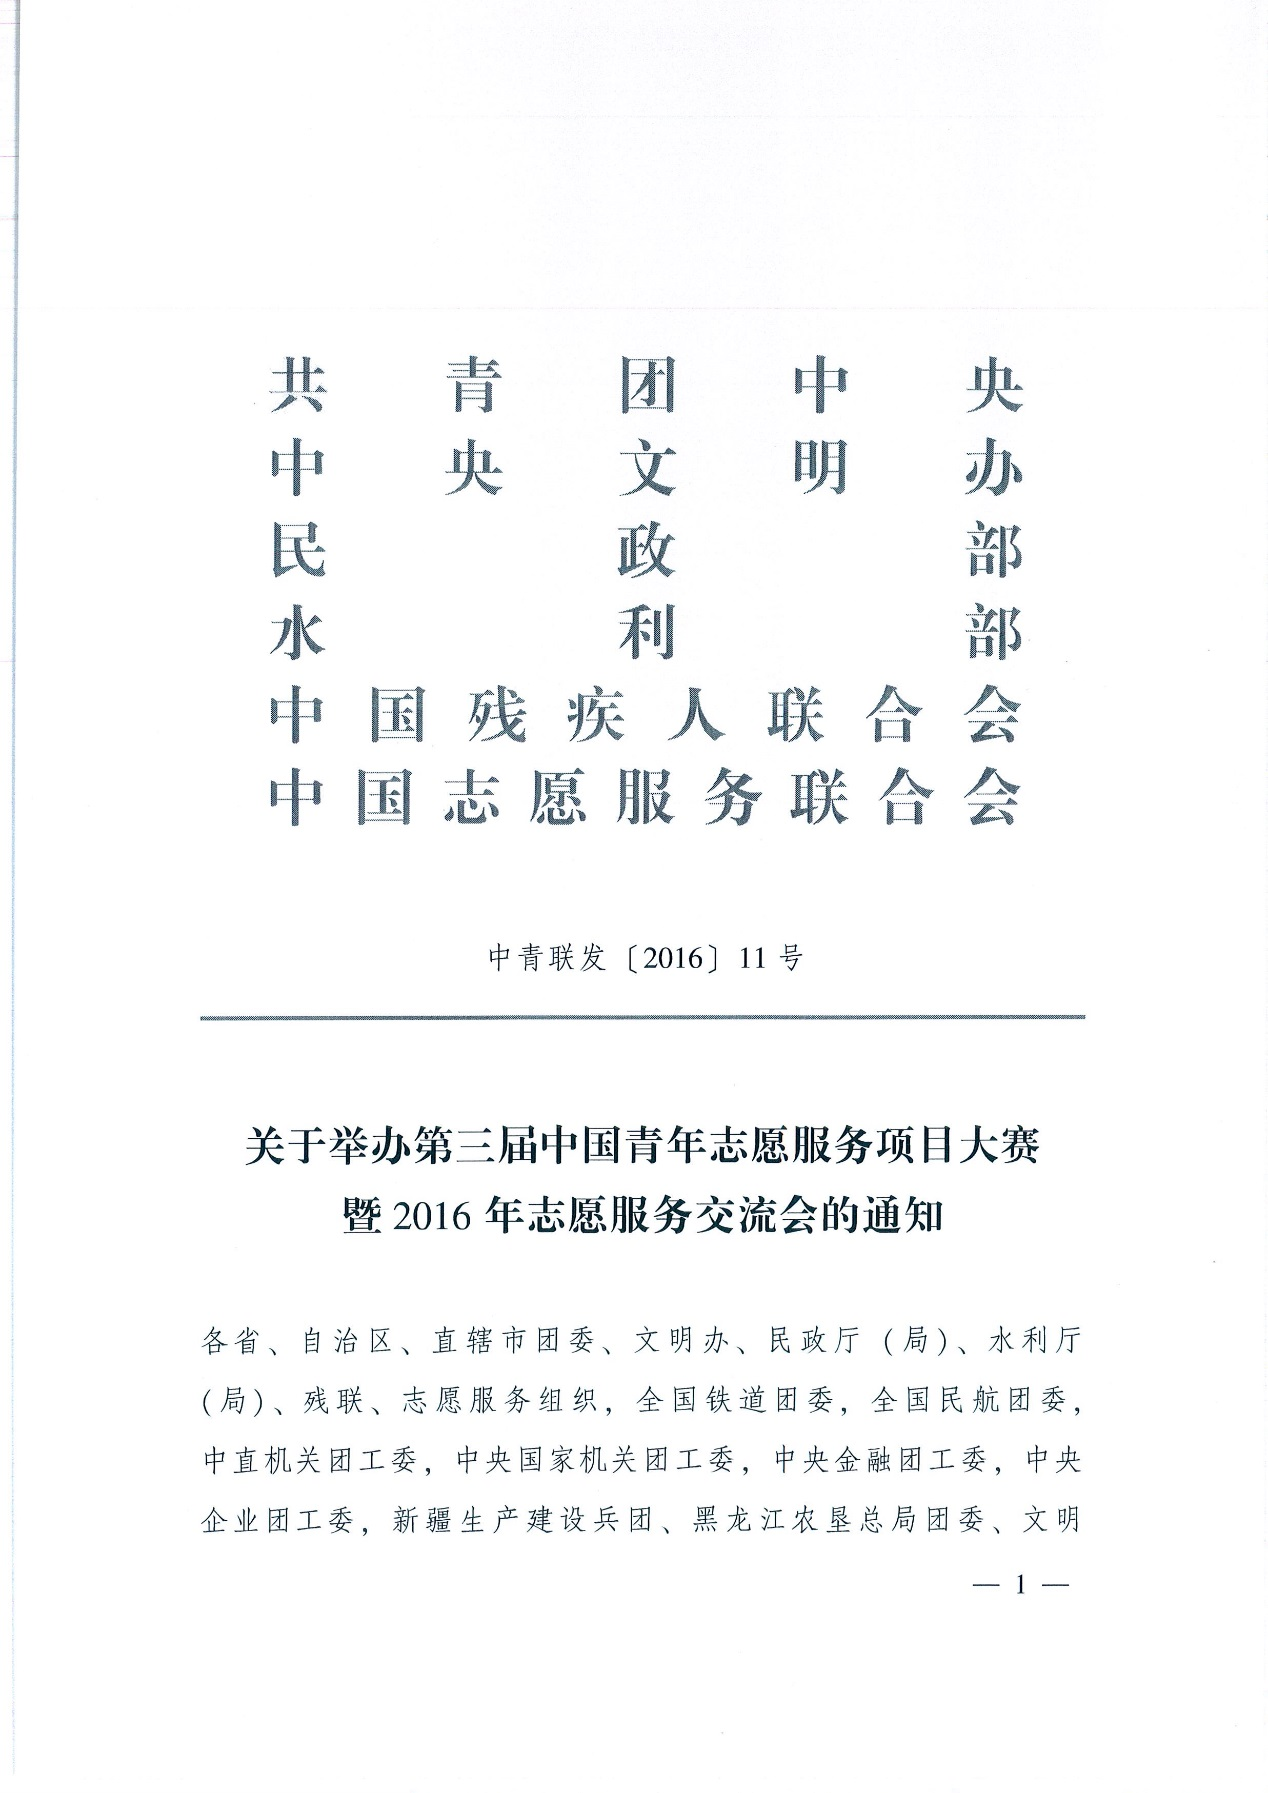 共青团中央
中央文明办
民政部
水利部
中国残疾人联合会
中国志愿服务联合会
中青联发〔2016〕11号
关于举办第三届中国青年志愿服务项目大赛
暨2016年志愿服务交流会的通知
各省、自治区、直辖市团委、文明办、民政厅(局)、水利厅
(局)、残联、志愿服务组织，全国铁道团委，全国民航团委，
中直机关团工委，中央国家机关团工委，中央金融团工委，中央
企业团工委，新疆生产建设兵团、黑龙江农垦总局团委、文明
— 1 —